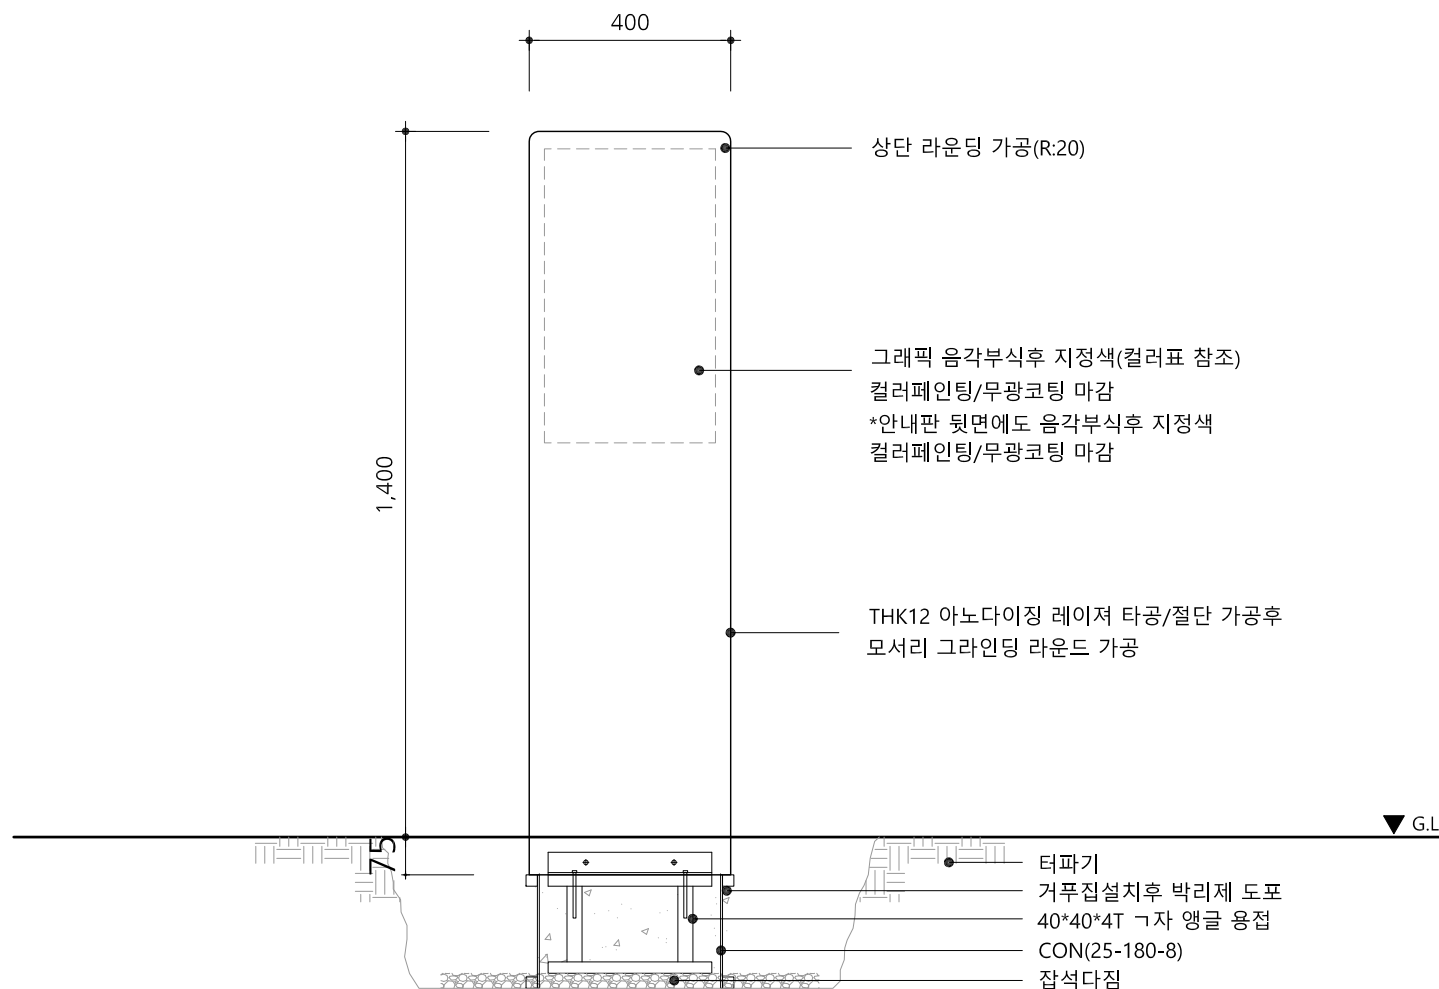 400
상단 라운딩 가공(R:20)
그래픽 음각부식후 지정색(컬러표 참조)
컬러페인팅/무광코팅 마감
*안내판 뒷면에도 음각부식후 지정색
컬러페인팅/무광코팅 마감
1,400
THK12 아노다이징 레이져 타공/절단 가공후
모서리 그라인딩 라운드 가공
G.L
75
터파기
거푸집설치후 박리제 도포
40*40*4T ㄱ자 앵글 용접
CON(25-180-8)
잡석다짐